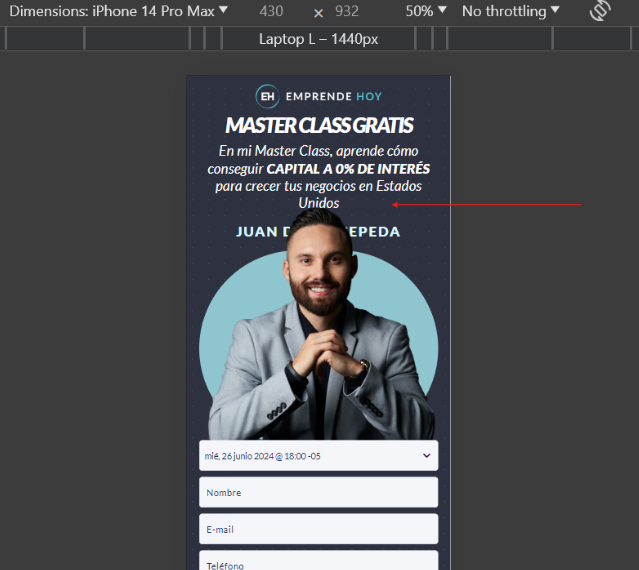 Dimensions: iPhone 14 Pro Max ▼ 430 × 932 50% ▼ No throttling ▼
Laptop L – 1440px
EH EMPRENDE HOY
MASTER CLASS GRATIS
En mi Master Class, aprende cómo
conseguir CAPITAL A 0% DE INTERÉS
para crecer tus negocios en Estados
Unidos
JUAN D EPEDA
mié, 26 junio 2024 @ 18:00 -05
Nombre
E-mail
Teléfono